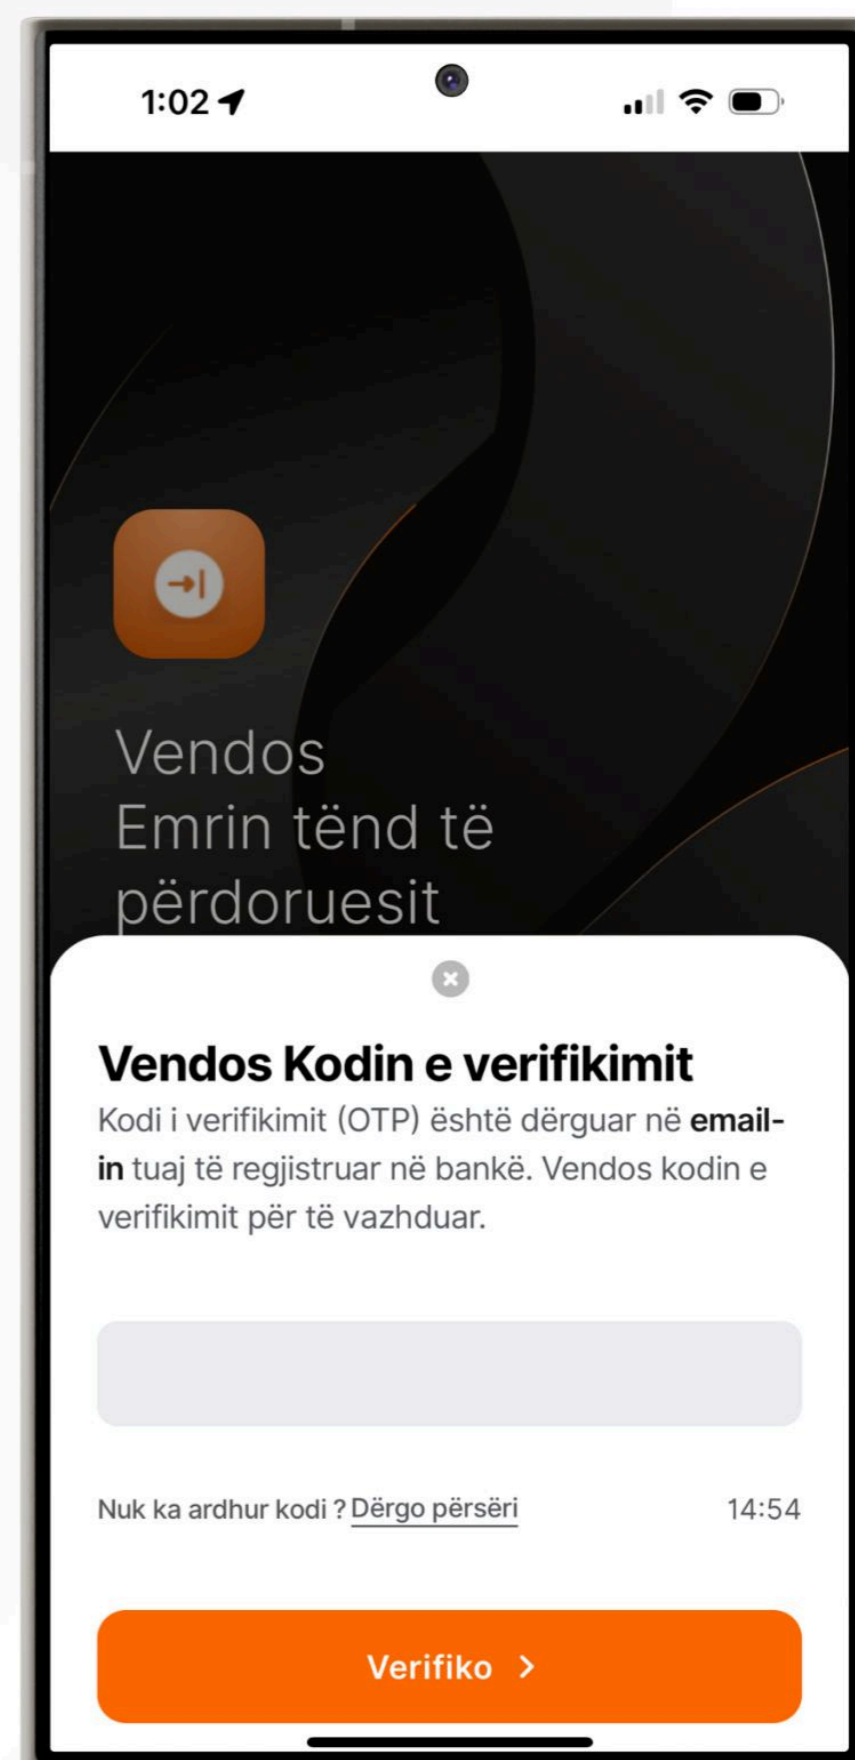 1:02
Vendos
Emrin tënd të
përdoruesit
Vendos Kodin e verifikimit
Kodi i verifikimit (OTP) është dërguar në email-
in tuaj të regjistruar në bankë. Vendos kodin e
verifikimit për të vazhduar.
Nuk ka ardhur kodi ? Dërgo përsëri 14:54
Verifiko